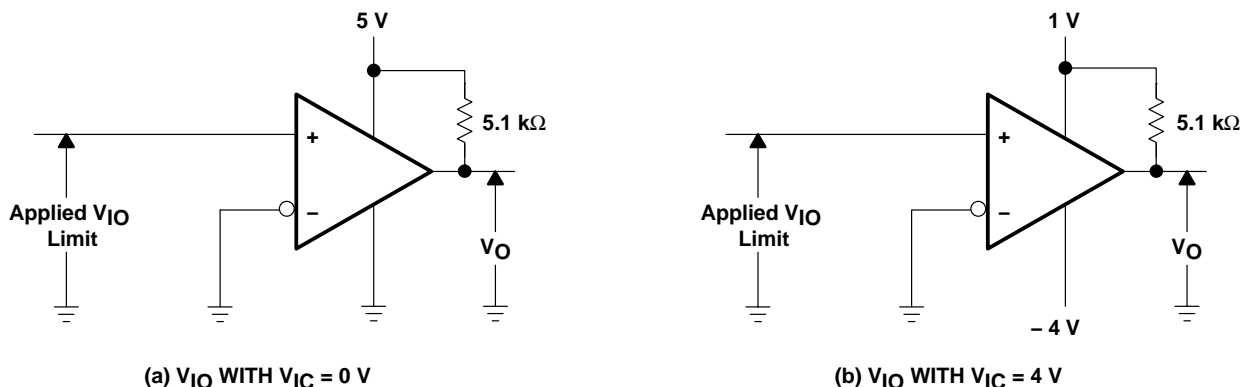 5 V
5.1 kΩ
+
−
Applied VIO
Limit
VO
(a) VIO WITH VIC = 0 V
1 V
5.1 kΩ
+
−
Applied VIO
Limit
VO
– 4 V
(b) VIO WITH VIC = 4 V